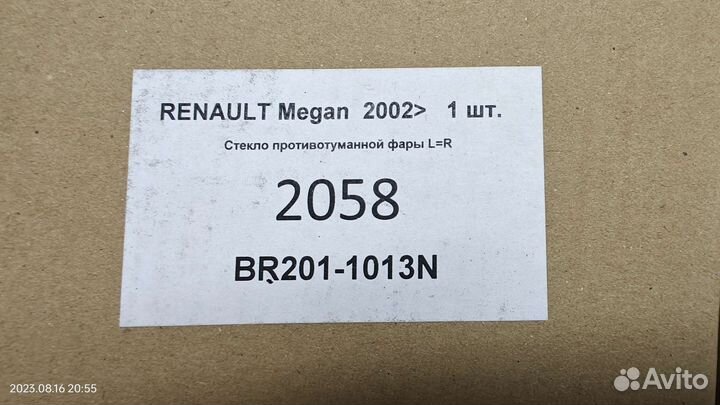 RENAULT Megan 2002> 1 шт.
Стекло противотуманной фары L=R
2058
BR201-1013N
2023.08.16 20:55
Avito